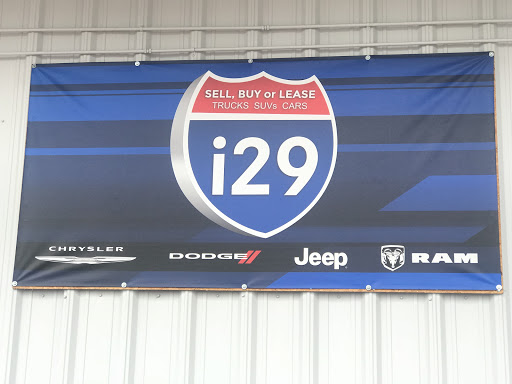 SELL, BUY or LEASE
TRUCKS SUVs CARS
i29
CHRYSLER
DODGE
Jeep
RAM